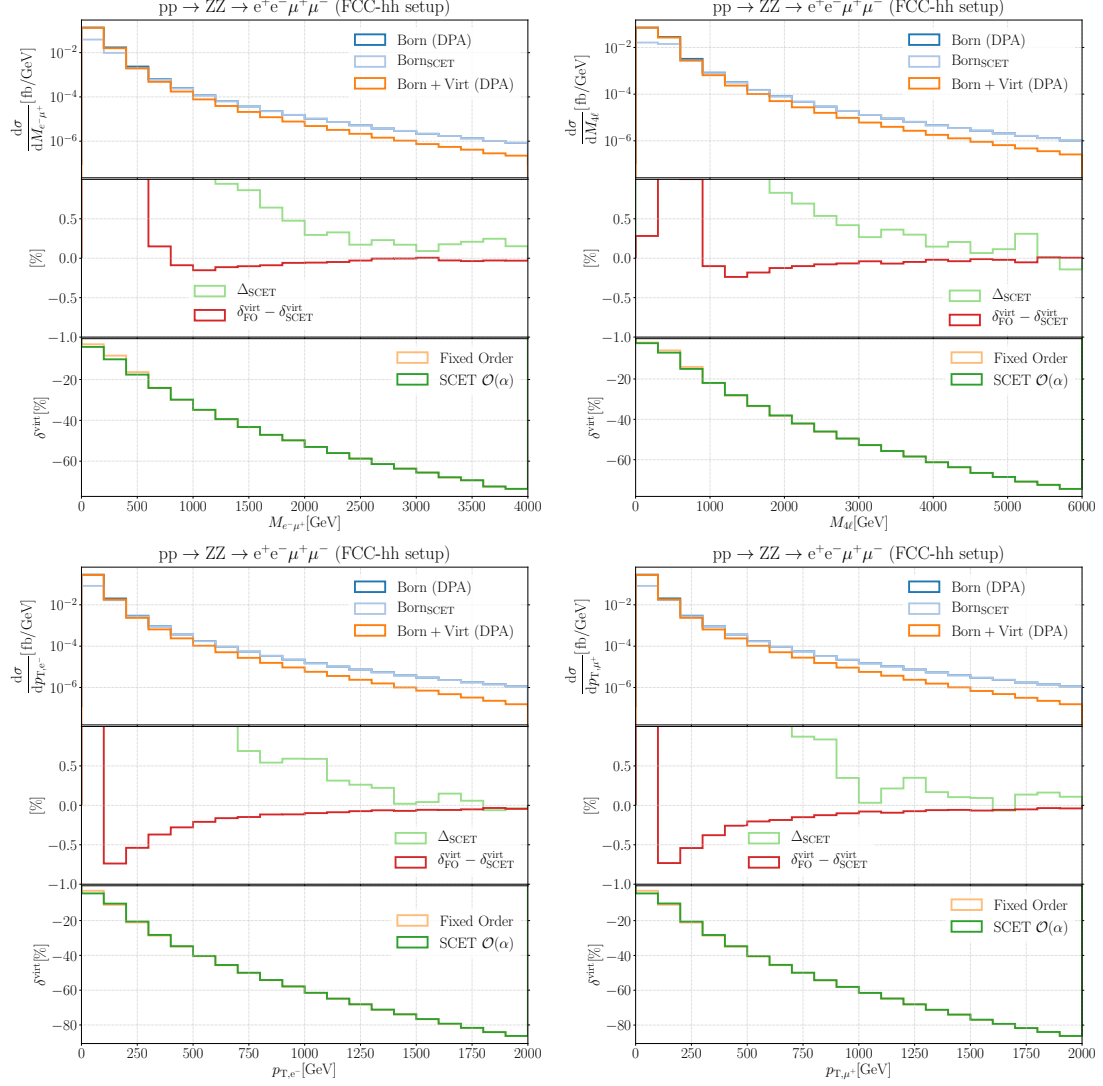 pp → ZZ → e⁺e⁻μ⁺μ⁻ (FCC-hh setup)
dσ/dM_{e⁻μ⁺} [fb/GeV]
10⁻²
10⁻⁴
10⁻⁶
Born (DPA)
Born_SCET
Born + Virt (DPA)
[%]
0.5
0.0
−0.5
−1.0
Δ_SCET
δ^virt_FO − δ^virt_SCET
δ^virt[%]
−20
−40
−60
Fixed Order
SCET 𝒪(α)
0 500 1000 1500 2000 2500 3000 3500 4000
M_{e⁻μ⁺}[GeV]
pp → ZZ → e⁺e⁻μ⁺μ⁻ (FCC-hh setup)
dσ/dM_{4ℓ} [fb/GeV]
10⁻²
10⁻⁴
10⁻⁶
Born (DPA)
Born_SCET
Born + Virt (DPA)
[%]
0.5
0.0
−0.5
−1.0
Δ_SCET
δ^virt_FO − δ^virt_SCET
δ^virt[%]
−20
−40
−60
Fixed Order
SCET 𝒪(α)
0 1000 2000 3000 4000 5000 6000
M_{4ℓ}[GeV]
pp → ZZ → e⁺e⁻μ⁺μ⁻ (FCC-hh setup)
dσ/dp_{T,e⁻} [fb/GeV]
10⁻²
10⁻⁴
10⁻⁶
Born (DPA)
Born_SCET
Born + Virt (DPA)
[%]
0.5
0.0
−0.5
−1.0
Δ_SCET
δ^virt_FO − δ^virt_SCET
δ^virt[%]
−20
−40
−60
−80
Fixed Order
SCET 𝒪(α)
0 250 500 750 1000 1250 1500 1750 2000
p_{T,e⁻}[GeV]
pp → ZZ → e⁺e⁻μ⁺μ⁻ (FCC-hh setup)
dσ/dp_{T,μ⁺} [fb/GeV]
10⁻²
10⁻⁴
10⁻⁶
Born (DPA)
Born_SCET
Born + Virt (DPA)
[%]
0.5
0.0
−0.5
−1.0
Δ_SCET
δ^virt_FO − δ^virt_SCET
δ^virt[%]
−20
−40
−60
−80
Fixed Order
SCET 𝒪(α)
0 250 500 750 1000 1250 1500 1750 2000
p_{T,μ⁺}[GeV]